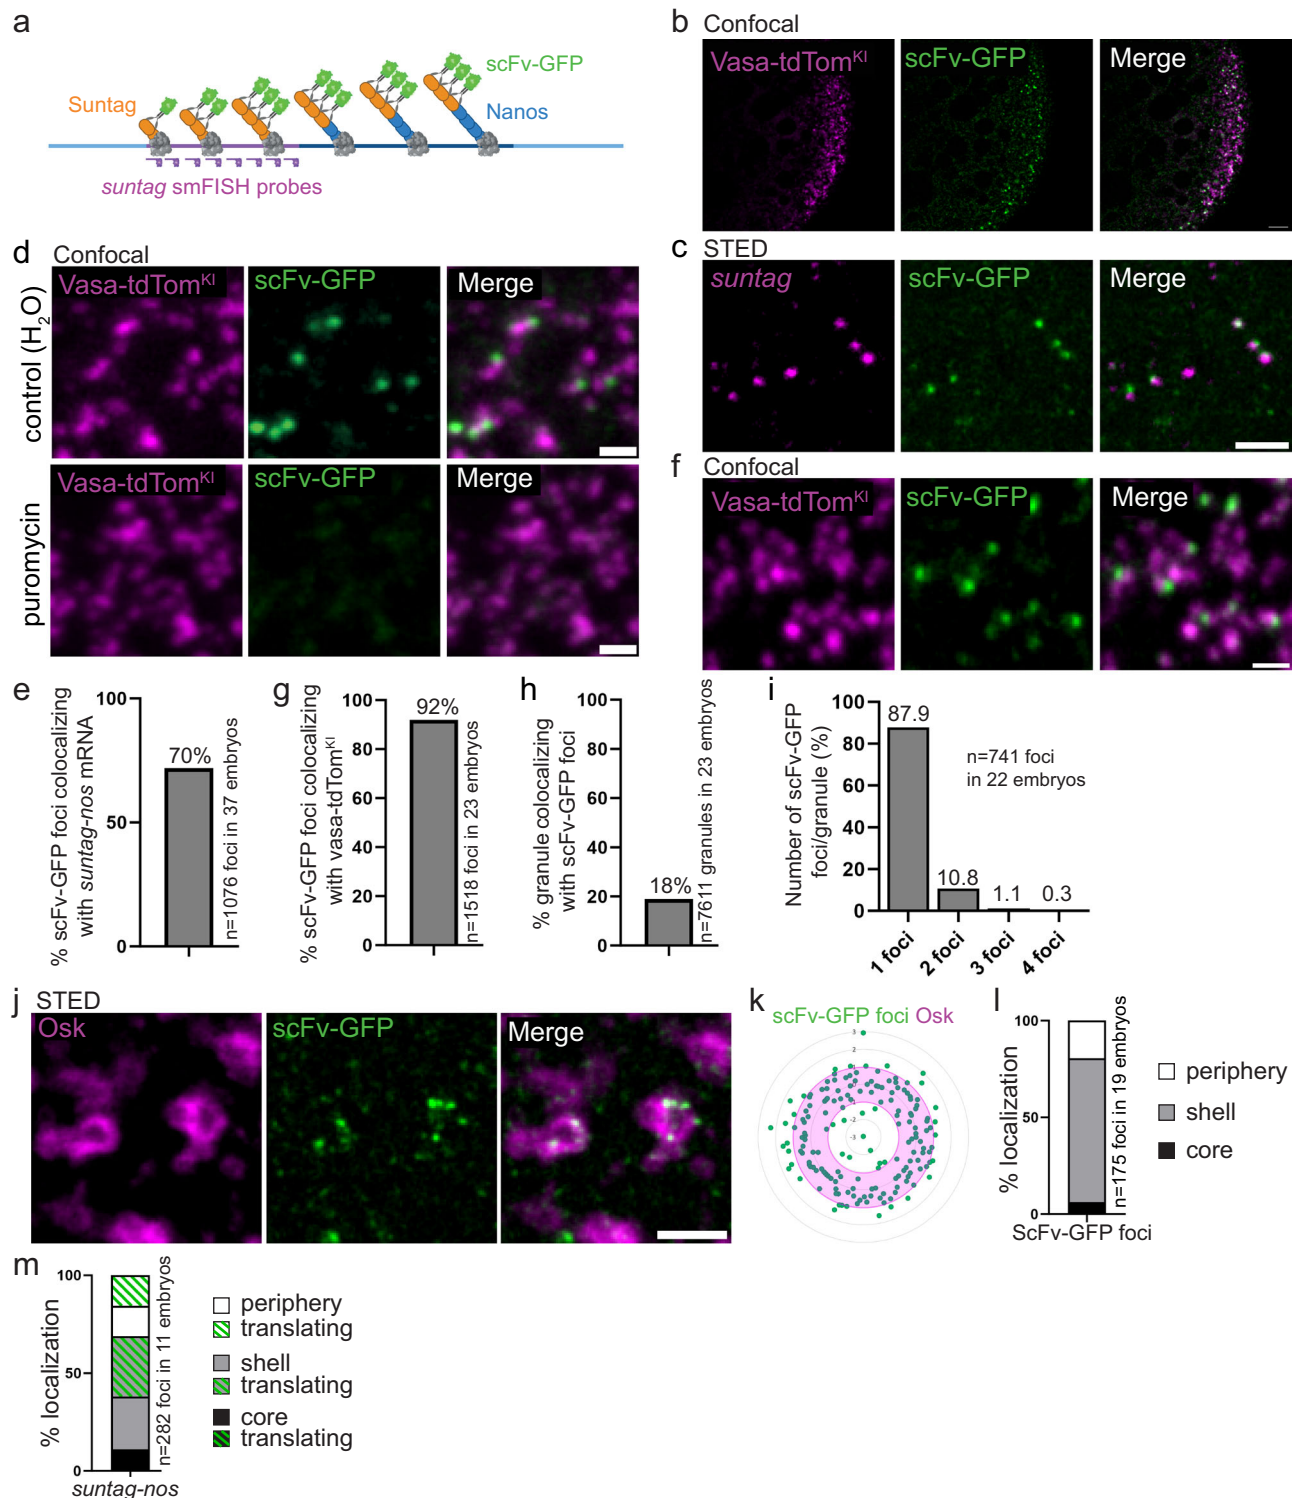 a
scFv-GFP
Suntag
Nanos
suntag smFISH probes
b Confocal
Vasa-tdTomKI
scFv-GFP
Merge
c STED
suntag
scFv-GFP
Merge
d Confocal
control (H2O)
Vasa-tdTomKI
scFv-GFP
Merge
puromycin
Vasa-tdTomKI
scFv-GFP
Merge
f Confocal
Vasa-tdTomKI
scFv-GFP
Merge
e
% scFv-GFP foci colocalizing
with suntag-nos mRNA
100
50
0
70%
n=1076 foci in 37 embryos
g
% scFv-GFP foci colocalizing
with vasa-tdTomKI
100
80
60
40
20
0
92%
n=1518 foci in 23 embryos
h
% granule colocalizing
with scFv-GFP foci
100
80
60
40
20
0
18%
n=7611 granules in 23 embryos
i
Number of scFv-GFP
foci/granule (%)
100
80
60
40
20
0
87.9
10.8
1.1
0.3
n=741 foci
in 22 embryos
1 foci
2 foci
3 foci
4 foci
j STED
Osk
scFv-GFP
Merge
k
scFv-GFP foci Osk
3
2
1
-1
-2
-3
l
% localization
100
50
0
n=175 foci in 19 embryos
ScFv-GFP foci
periphery
shell
core
m
% localization
100
50
0
n=282 foci in 11 embryos
suntag-nos
periphery
translating
shell
translating
core
translating